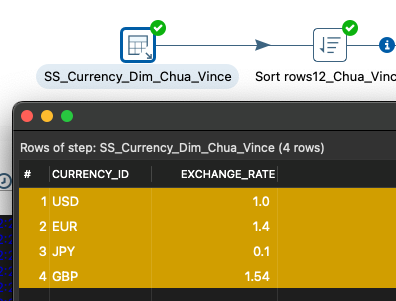 SS_Currency_Dim_Chua_Vince
Sort rows12_Chua_Vinc
Rows of step: SS_Currency_Dim_Chua_Vince (4 rows)
# CURRENCY_ID EXCHANGE_RATE
1 USD 1.0
2 EUR 1.4
3 JPY 0.1
4 GBP 1.54